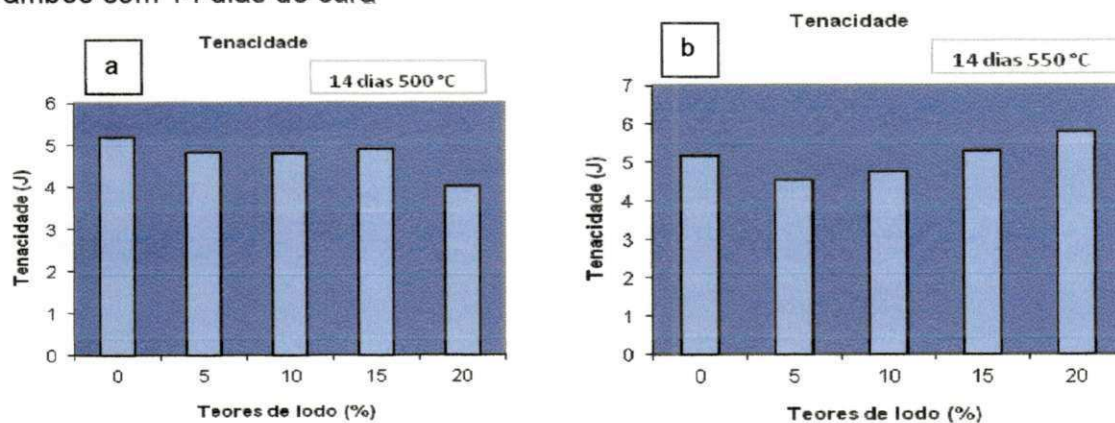 Tenacidade
a
14 dias 500 °C
6
5
4
3
2
1
0
Tenacidade (J)
0 5 10 15 20
Teores de lodo (%)
Tenacidade
b
14 dias 550 °C
7
6
5
4
3
2
1
0
Tenacidade (J)
0 5 10 15 20
Teores de lodo (%)